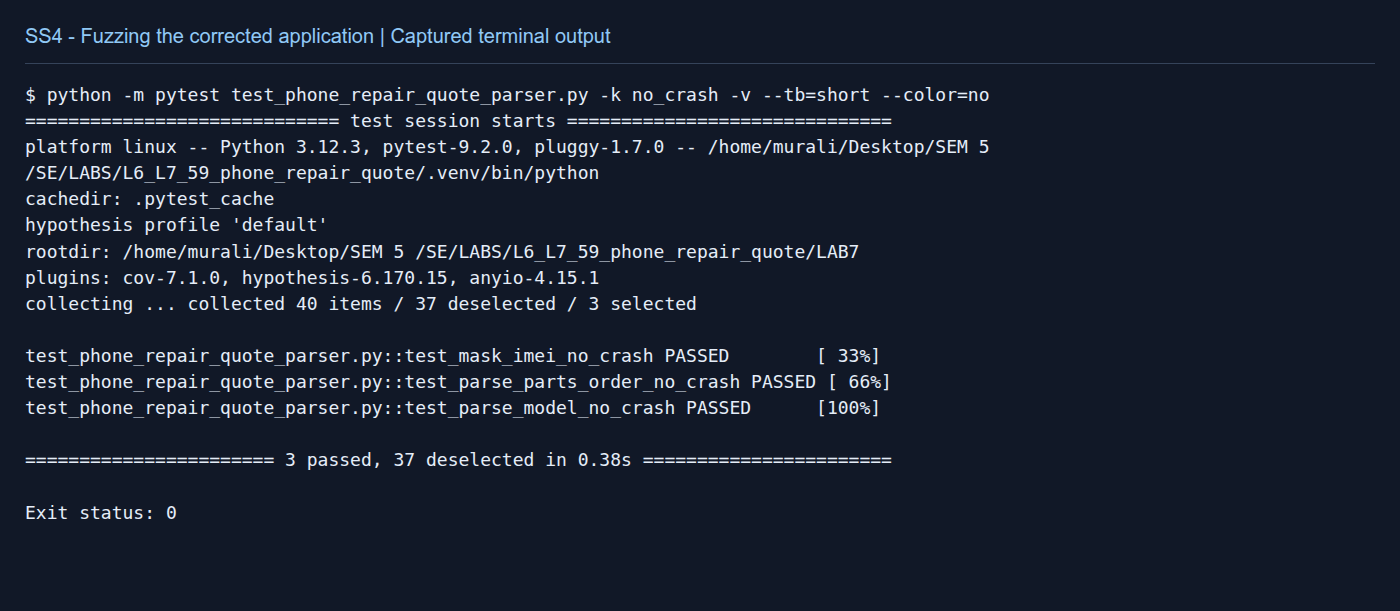 SS4 - Fuzzing the corrected application | Captured terminal output
$ python -m pytest test_phone_repair_quote_parser.py -k no_crash -v --tb=short --color=no
============================= test session starts ==============================
platform linux -- Python 3.12.3, pytest-9.2.0, pluggy-1.7.0 -- /home/murali/Desktop/SEM 5
/SE/LABS/L6_L7_59_phone_repair_quote/.venv/bin/python
cachedir: .pytest_cache
hypothesis profile 'default'
rootdir: /home/murali/Desktop/SEM 5 /SE/LABS/L6_L7_59_phone_repair_quote/LAB7
plugins: cov-7.1.0, hypothesis-6.170.15, anyio-4.15.1
collecting ... collected 40 items / 37 deselected / 3 selected
test_phone_repair_quote_parser.py::test_mask_imei_no_crash PASSED        [ 33%]
test_phone_repair_quote_parser.py::test_parse_parts_order_no_crash PASSED [ 66%]
test_phone_repair_quote_parser.py::test_parse_model_no_crash PASSED      [100%]
======================= 3 passed, 37 deselected in 0.38s =======================
Exit status: 0